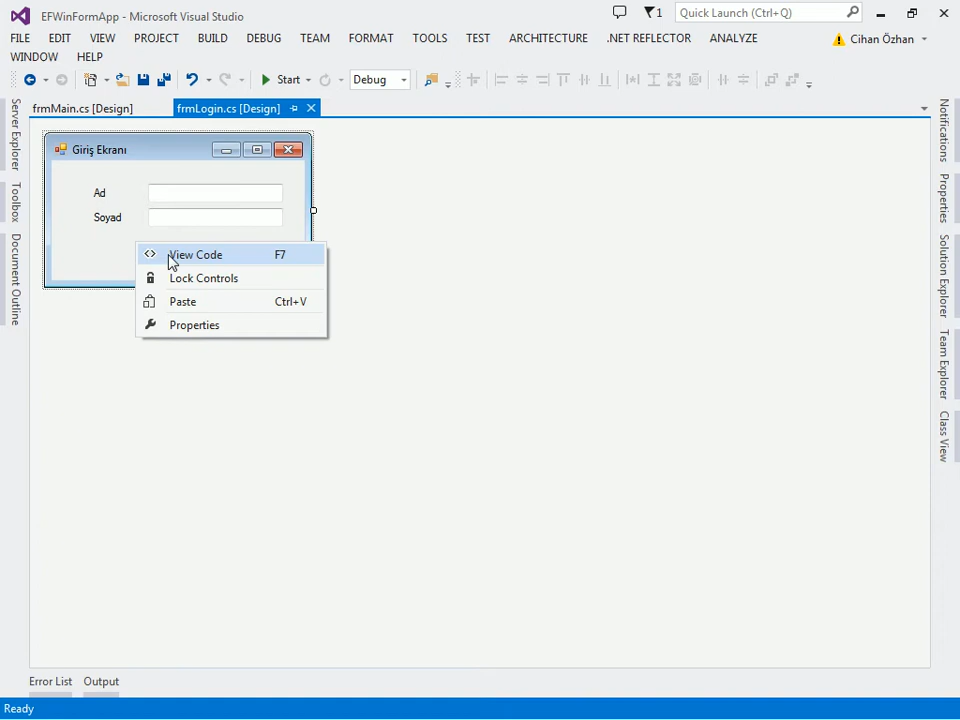 EFWinFormApp - Microsoft Visual Studio
1
Quick Launch (Ctrl+Q)
FILE EDIT VIEW PROJECT BUILD DEBUG TEAM FORMAT TOOLS TEST ARCHITECTURE .NET REFLECTOR ANALYZE
Cihan Özhan
WINDOW HELP
Start Debug
frmMain.cs [Design] frmLogin.cs [Design]
Server Explorer
Toolbox
Document Outline
Giriş Ekranı
Ad
Soyad
View Code F7
Lock Controls
Paste Ctrl+V
Properties
Notifications
Properties
Solution Explorer
Team Explorer
Class View
Error List Output
Ready